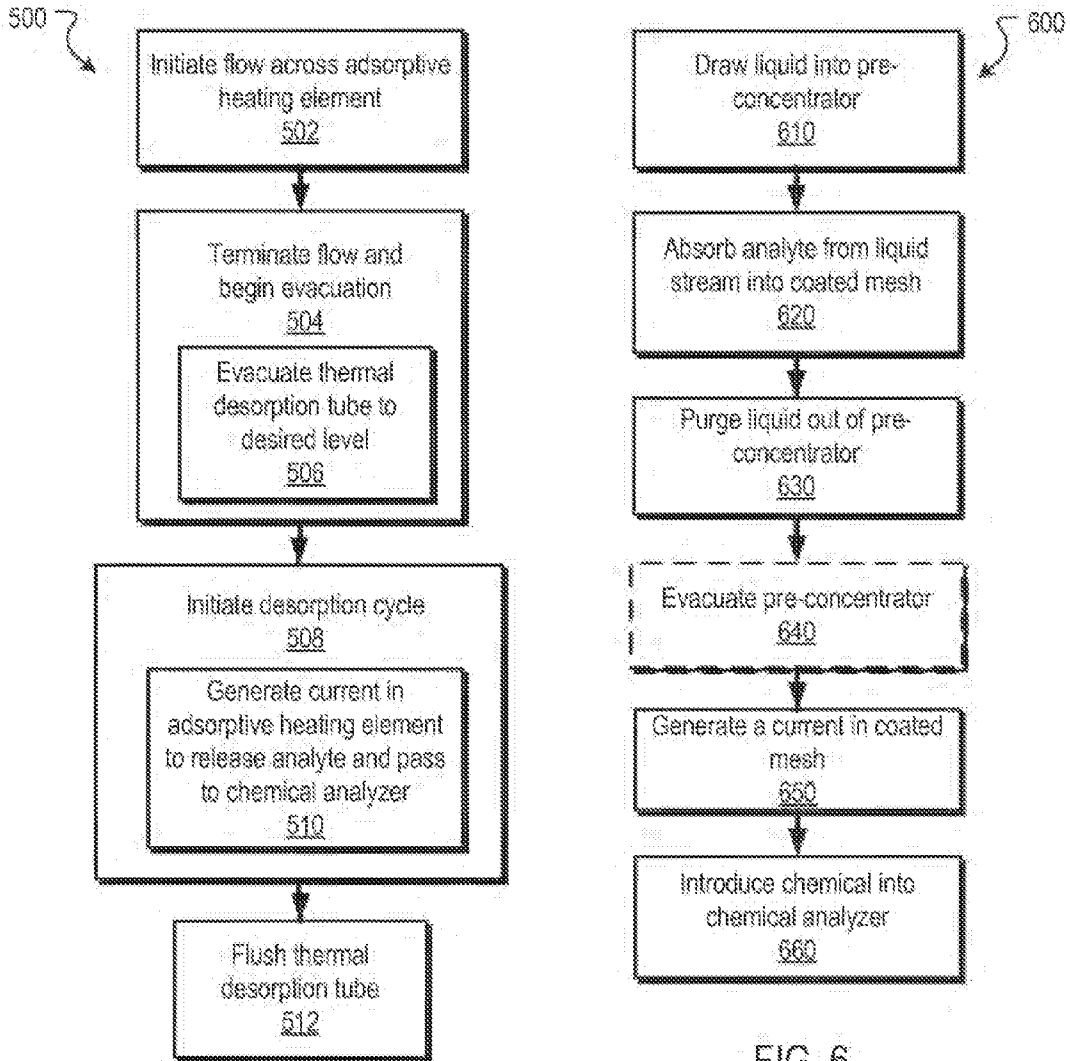 500
Initiate flow across adsorptive
heating element
502
Terminate flow and
begin evacuation
504
Evacuate thermal
desorption tube to
desired level
506
Initiate desorption cycle
508
Generate current in
adsorptive heating element
to release analyte and pass
to chemical analyzer
510
Flush thermal
desorption tube
512
600
Draw liquid into pre-
concentrator
610
Absorb analyte from liquid
stream into coated mesh
620
Purge liquid out of pre-
concentrator
630
Evacuate pre-concentrator
640
Generate a current in coated
mesh
650
Introduce chemical into
chemical analyzer
660
FIG. 6